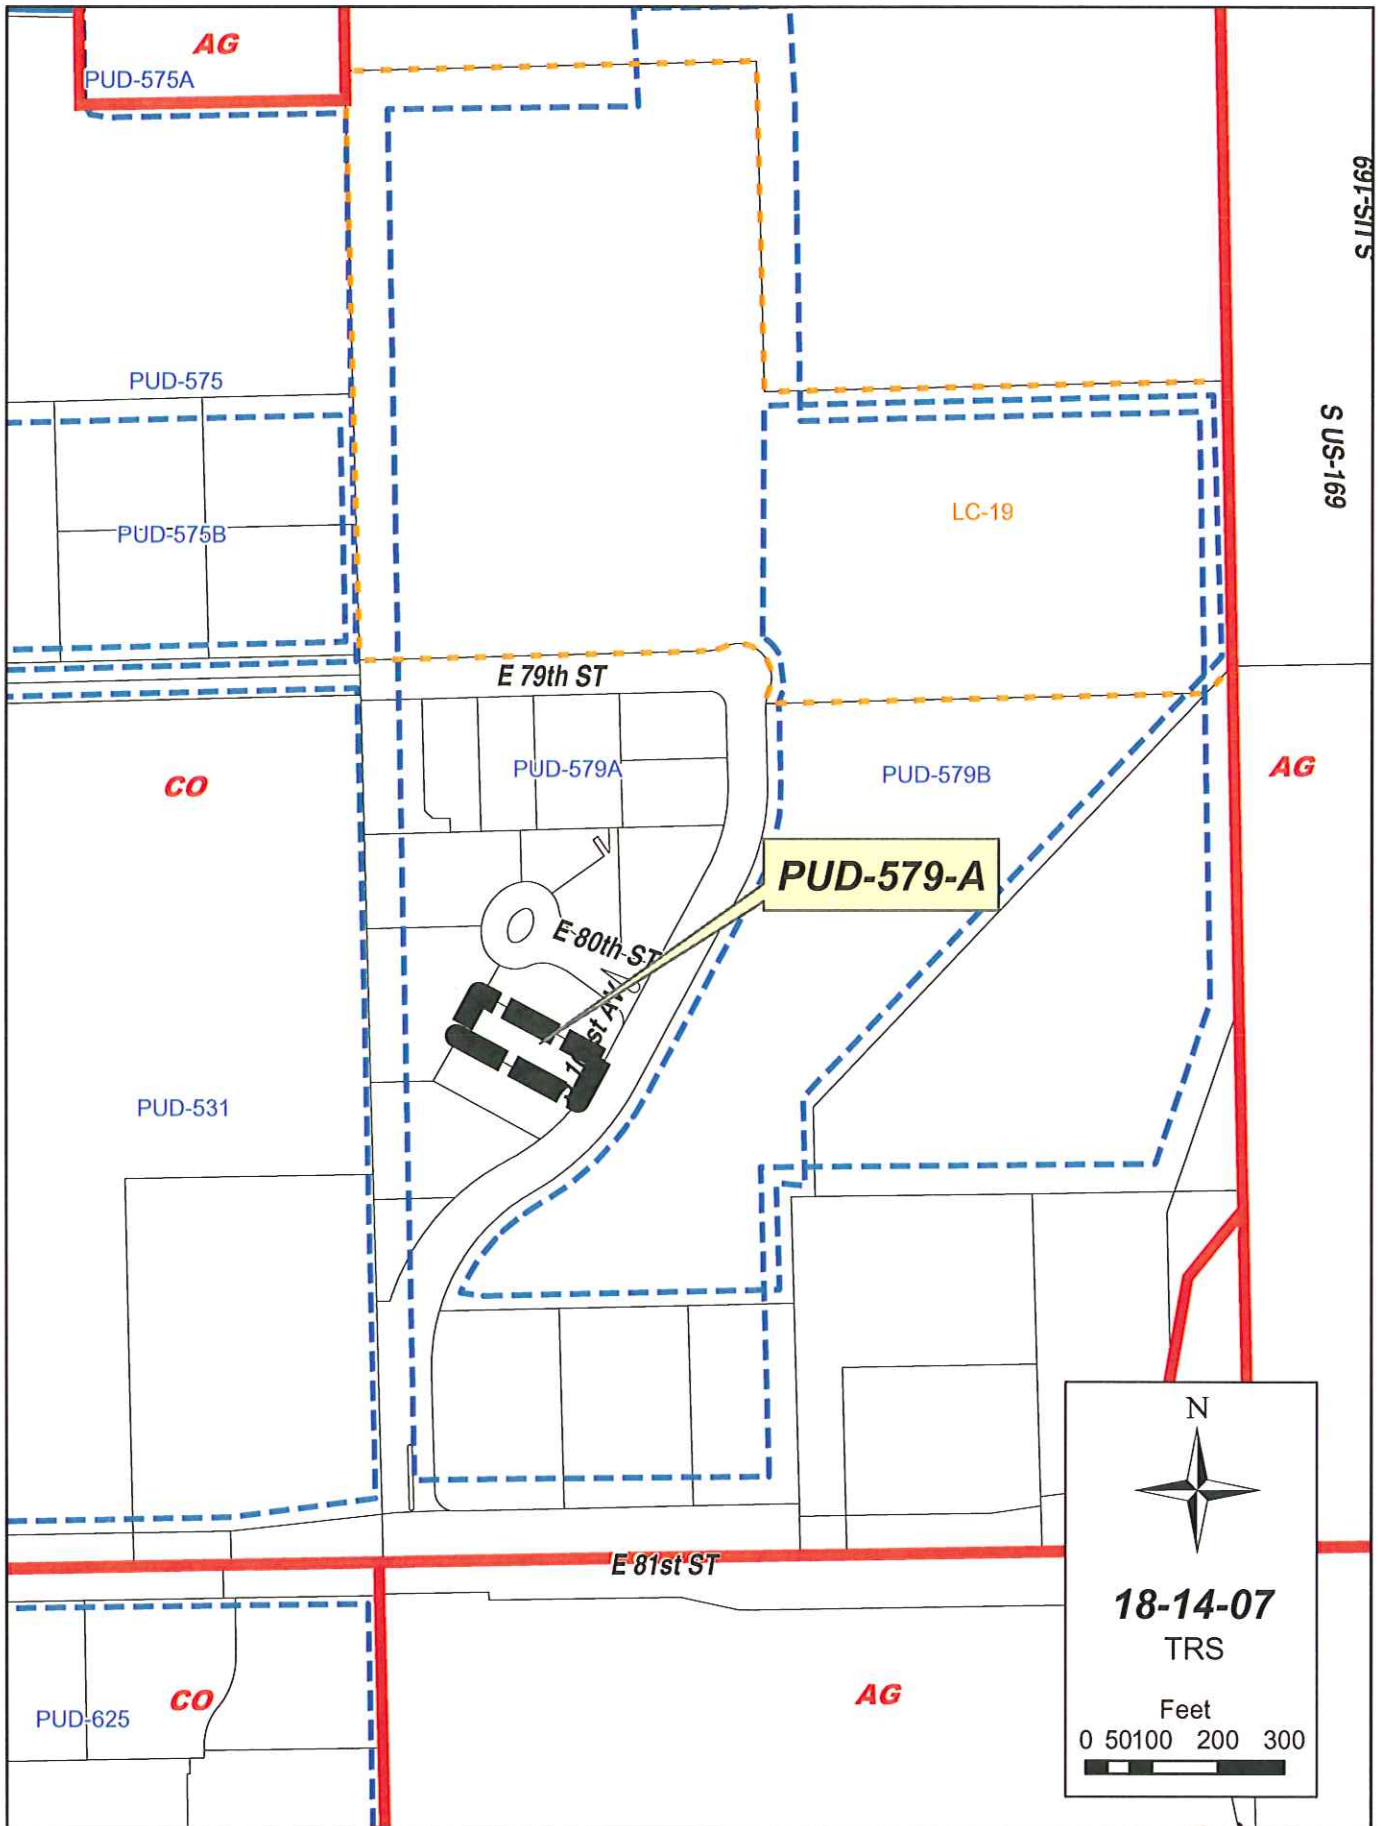 AG
PUD-575A
S US-169
PUD-575
S US-169
LC-19
PUD-575B
E 79th ST
CO
PUD-579A
PUD-579B
AG
PUD-579-A
E 80th ST
PUD-531
N
E 81st ST
18-14-07
TRS
AG
CO
PUD-625
Feet
0 50100 200 300